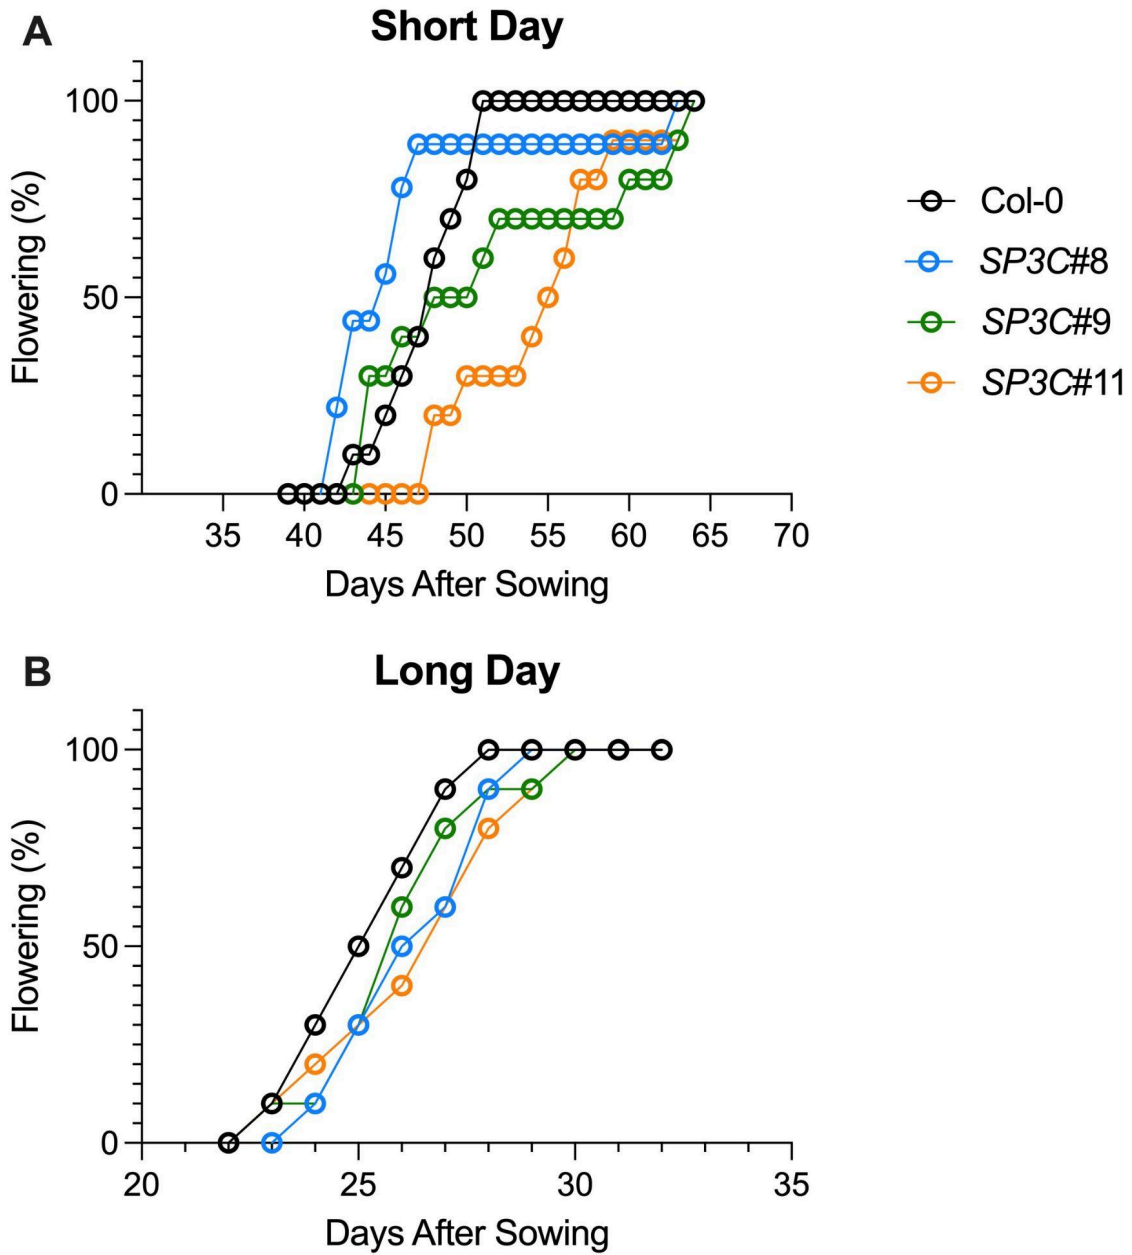 A
Short Day
100
50
0
Flowering (%)
35 40 45 50 55 60 65 70
Days After Sowing
Col-0
SP3C#8
SP3C#9
SP3C#11
B
Long Day
100
50
0
Flowering (%)
20 25 30 35
Days After Sowing